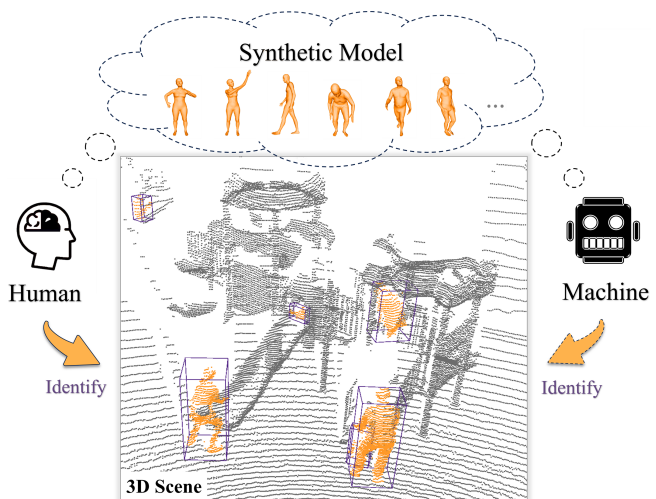 Synthetic Model
...
Human
Machine
Identify
Identify
3D Scene